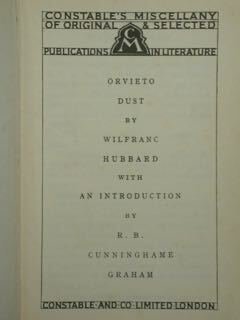 CONSTABLE'S MISCELLANY
OF ORIGINAL & SELECTED
PUBLICATIONS IN LITERATURE
CM
ORVIETO
DUST
BY
WILFRANC
HUBBARD
WITH
AN INTRODUCTION
BY
R. B.
CUNNINGHAME
GRAHAM
CONSTABLE·AND·CO·LIMITED·LONDON